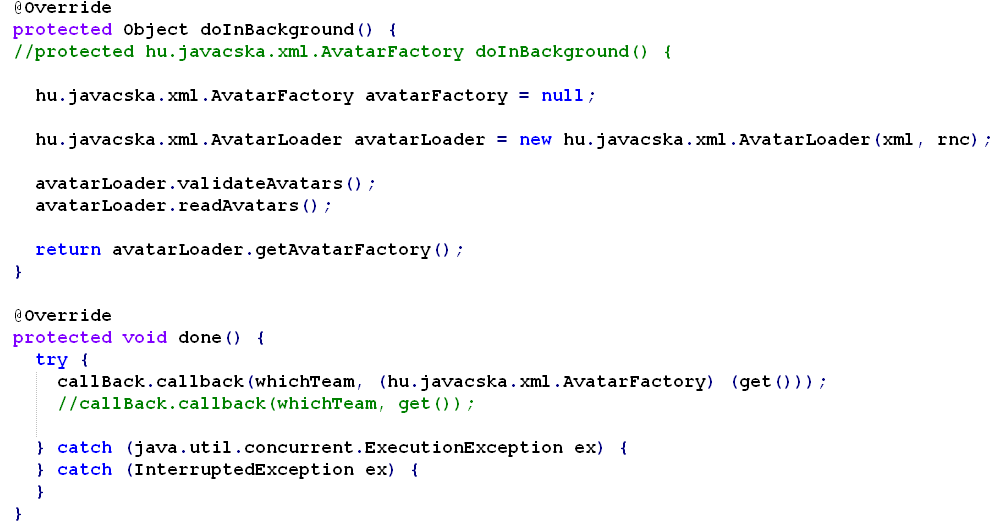 @Override
protected Object doInBackground() {
//protected hu.javacska.xml.AvatarFactory doInBackground() {
hu.javacska.xml.AvatarFactory avatarFactory = null;
hu.javacska.xml.AvatarLoader avatarLoader = new hu.javacska.xml.AvatarLoader(xml, rnc);
avatarLoader.validateAvatars();
avatarLoader.readAvatars();
return avatarLoader.getAvatarFactory();
}
@Override
protected void done() {
try {
callBack.callback(whichTeam, (hu.javacska.xml.AvatarFactory) (get()));
//callBack.callback(whichTeam, get());
} catch (java.util.concurrent.ExecutionException ex) {
} catch (InterruptedException ex) {
}
}